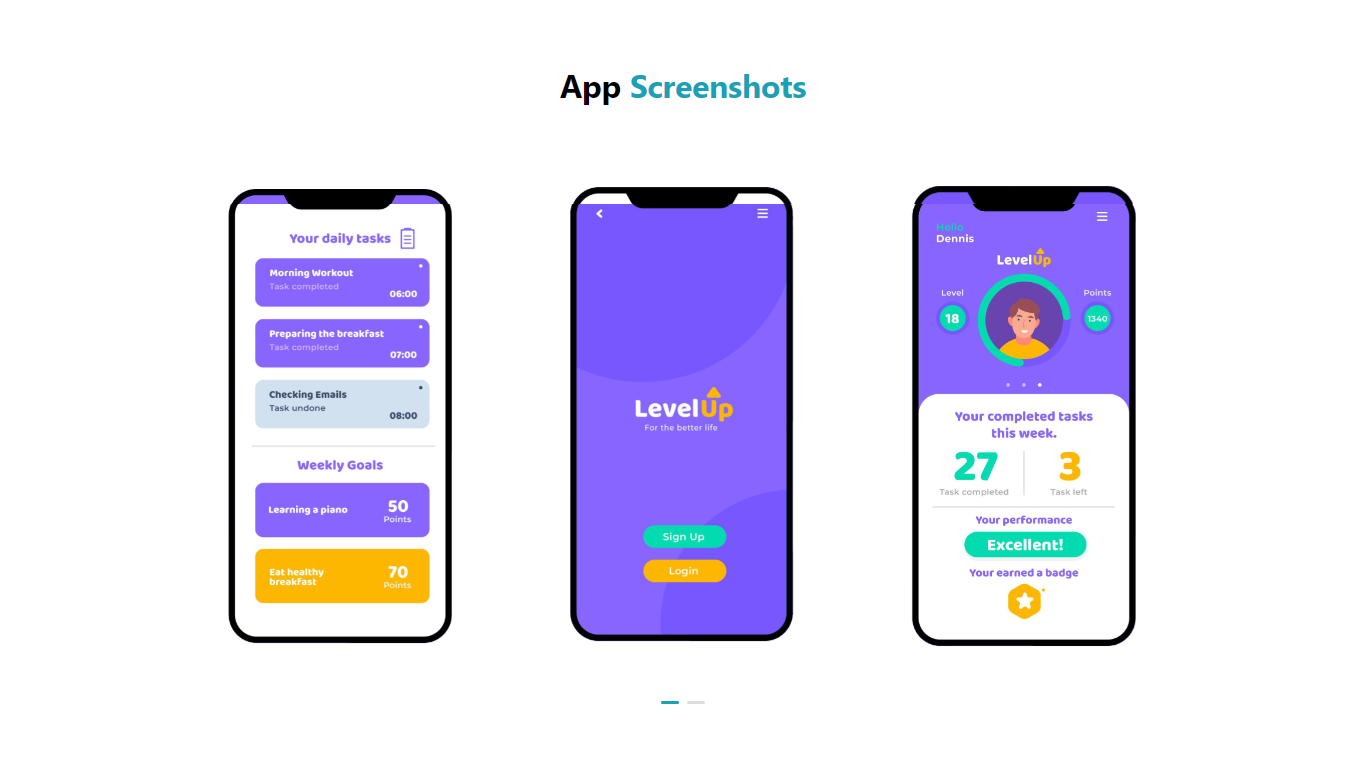 App Screenshots
Your daily tasks
Morning Workout
Task completed
06:00
Preparing the breakfast
Task completed
07:00
Checking Emails
Task undone
08:00
Weekly Goals
Learning a piano
50
Points
Eat healthy
breakfast
70
Points
LevelUp
For the better life
Sign Up
Login
Hello
Dennis
LevelUp
Level
18
Points
1340
Your completed tasks
this week.
27
Task completed
3
Task left
Your performance
Excellent!
Your earned a badge